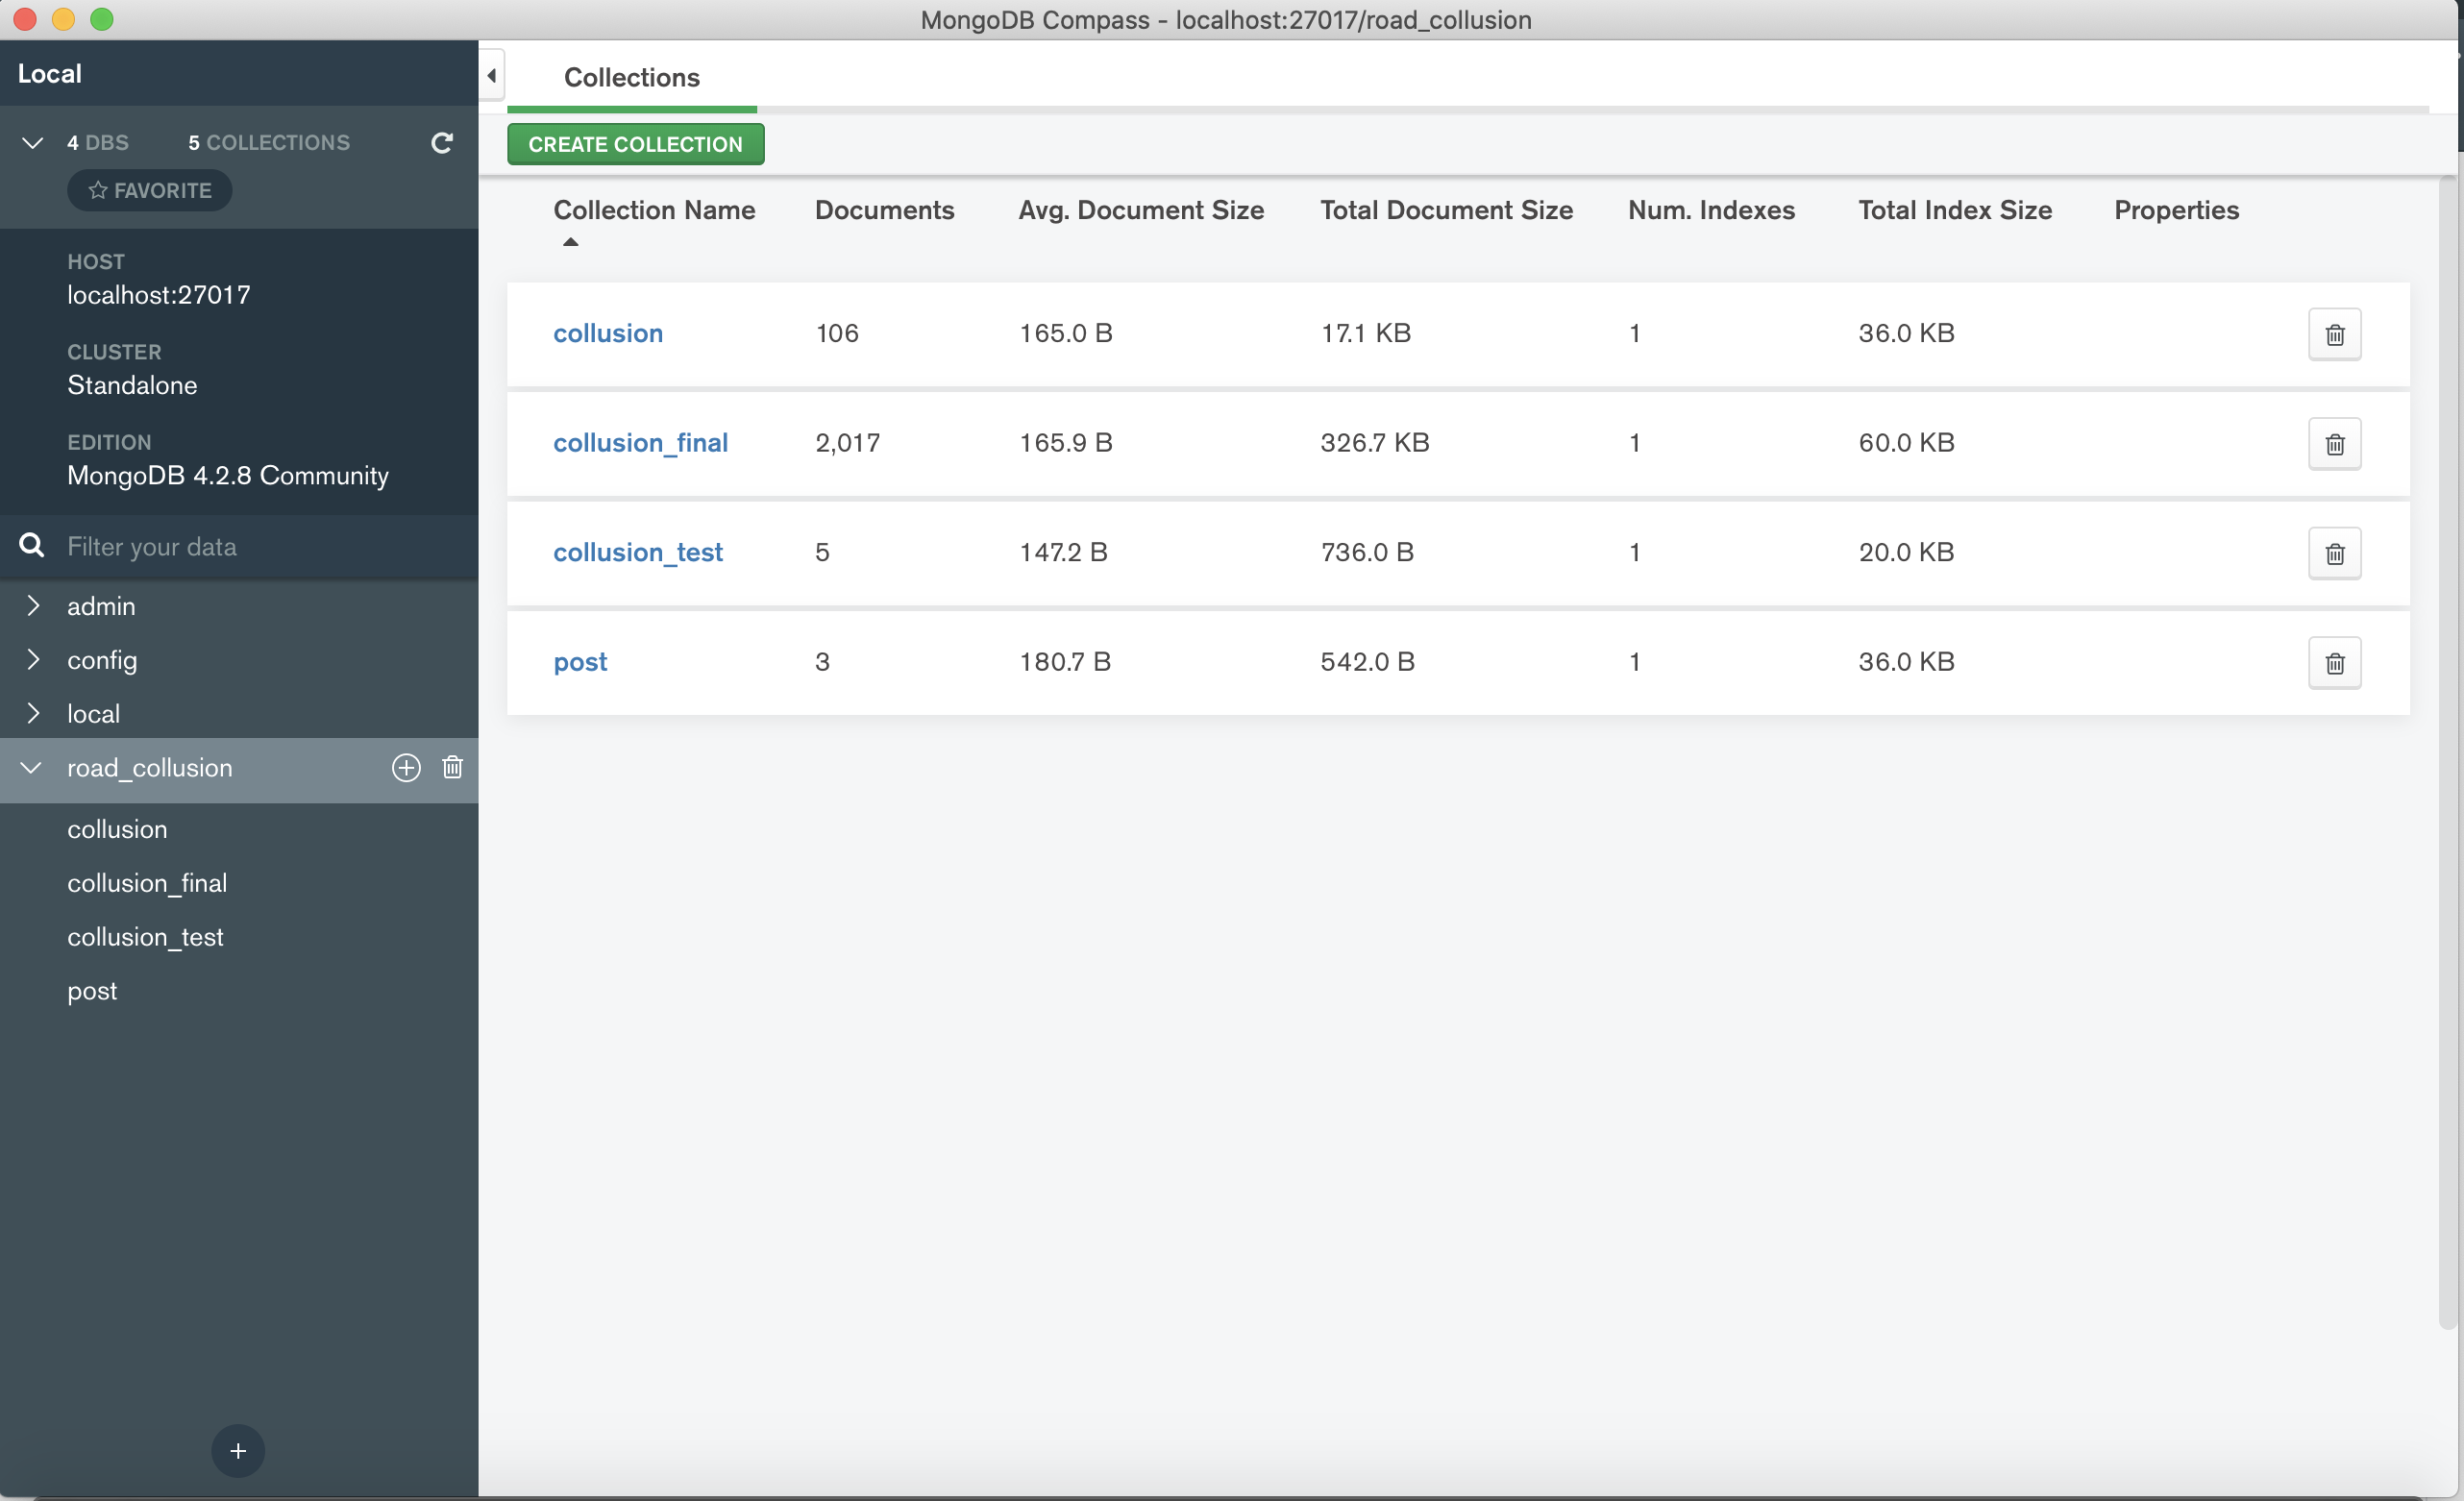 MongoDB Compass - localhost:27017/road_collusion
Local
4 DBS 5 COLLECTIONS
FAVORITE
HOST
localhost:27017
CLUSTER
Standalone
EDITION
MongoDB 4.2.8 Community
Filter your data
admin
config
local
road_collusion
collusion
collusion_final
collusion_test
post
Collections
CREATE COLLECTION
Collection Name Documents Avg. Document Size Total Document Size Num. Indexes Total Index Size Properties
collusion 106 165.0 B 17.1 KB 1 36.0 KB
collusion_final 2,017 165.9 B 326.7 KB 1 60.0 KB
collusion_test 5 147.2 B 736.0 B 1 20.0 KB
post 3 180.7 B 542.0 B 1 36.0 KB